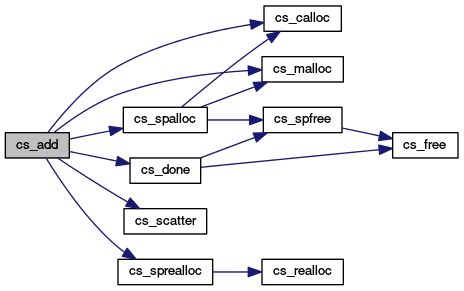 cs_calloc
cs_malloc
cs_spalloc
cs_spfree
cs_add
cs_free
cs_done
cs_scatter
cs_sprealloc
cs_realloc